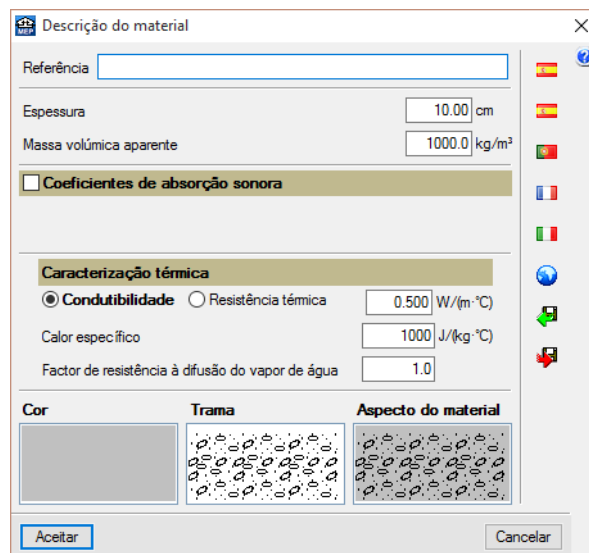 MEP Descrição do material
Referência
Espessura 10.00 cm
Massa volúmica aparente 1000.0 kg/m³
Coeficientes de absorção sonora
Caracterização térmica
Condutibilidade Resistência térmica 0.500 W/(m·°C)
Calor específico 1000 J/(kg·°C)
Factor de resistência à difusão do vapor de água 1.0
Cor Trama Aspecto do material
Aceitar Cancelar